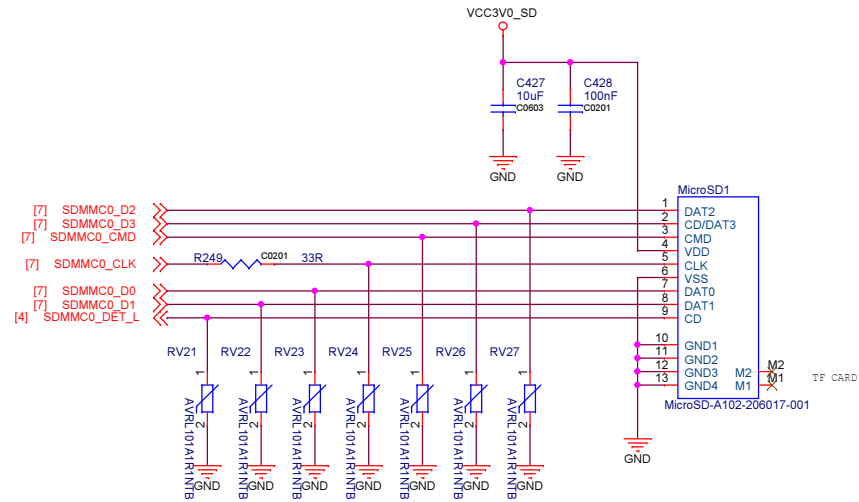 VCC3V0_SD
C427
10uF
C0603
C428
100nF
C0201
GND
GND
MicroSD1
[7] SDMMC0_D2
1
DAT2
[7] SDMMC0_D3
2
CD/DAT3
[7] SDMMC0_CMD
3
CMD
4
VDD
[7] SDMMC0_CLK
R249
C0201
33R
5
CLK
6
VSS
[7] SDMMC0_D0
7
DAT0
[7] SDMMC0_D1
8
DAT1
[4] SDMMC0_DET_L
9
CD
10
GND1
11
GND2
12
GND3
13
GND4
M2
M2
M1
M1
TF CARD
MicroSD-A102-206017-001
GND
RV21
RV22
RV23
RV24
RV25
RV26
RV27
1
1
1
1
1
1
1
2
2
2
2
2
2
2
AVRL101A1R1NTB
AVRL101A1R1NTB
AVRL101A1R1NTB
AVRL101A1R1NTB
AVRL101A1R1NTB
AVRL101A1R1NTB
AVRL101A1R1NTB
GND
GND
GND
GND
GND
GND
GND